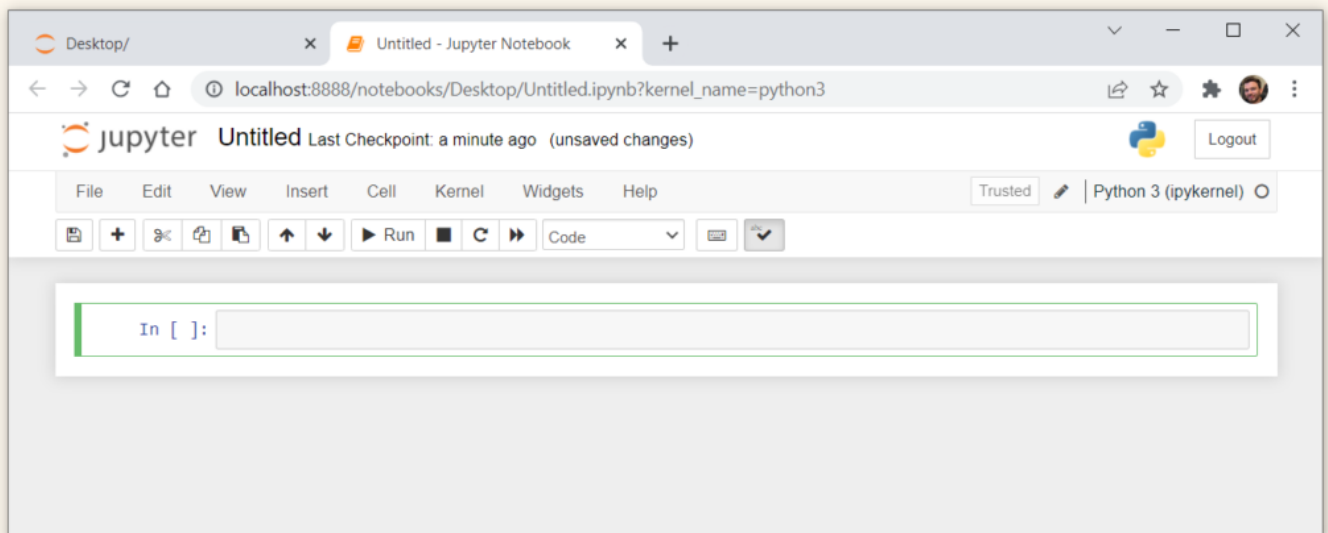 Desktop/ Untitled - Jupyter Notebook
localhost:8888/notebooks/Desktop/Untitled.ipynb?kernel_name=python3
jupyter Untitled Last Checkpoint: a minute ago (unsaved changes) Logout
File Edit View Insert Cell Kernel Widgets Help Trusted Python 3 (ipykernel)
Run Code
In [ ]: